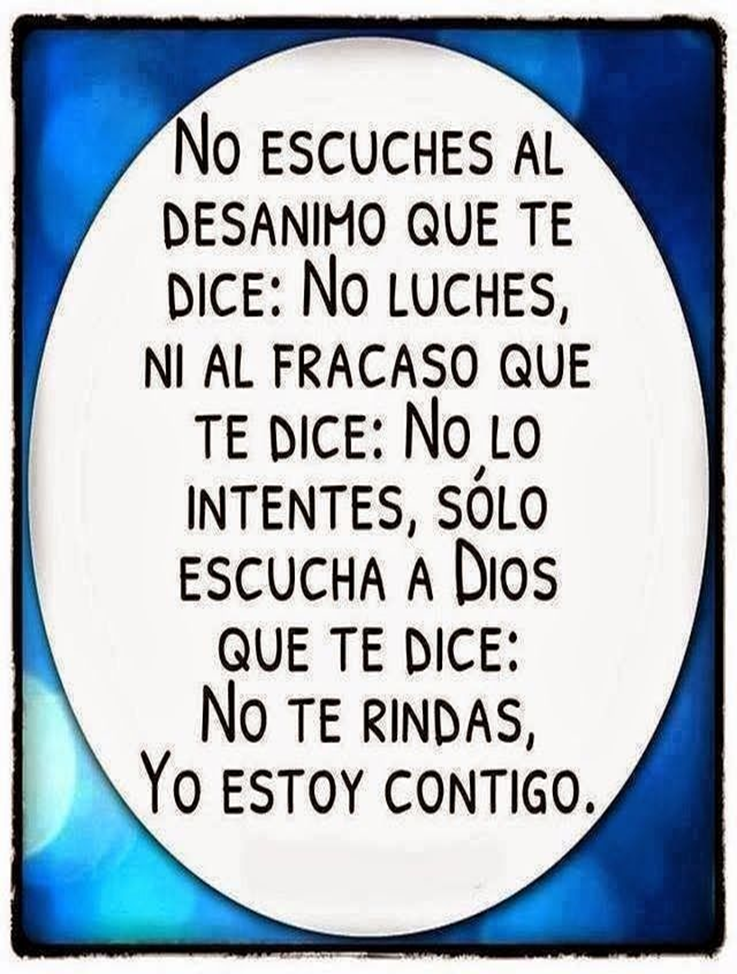 No escuches al
desanimo que te
dice: No luches,
ni al fracaso que
te dice: No lo
intentes, sólo
escucha a Dios
que te dice:
No te rindas,
Yo estoy contigo.